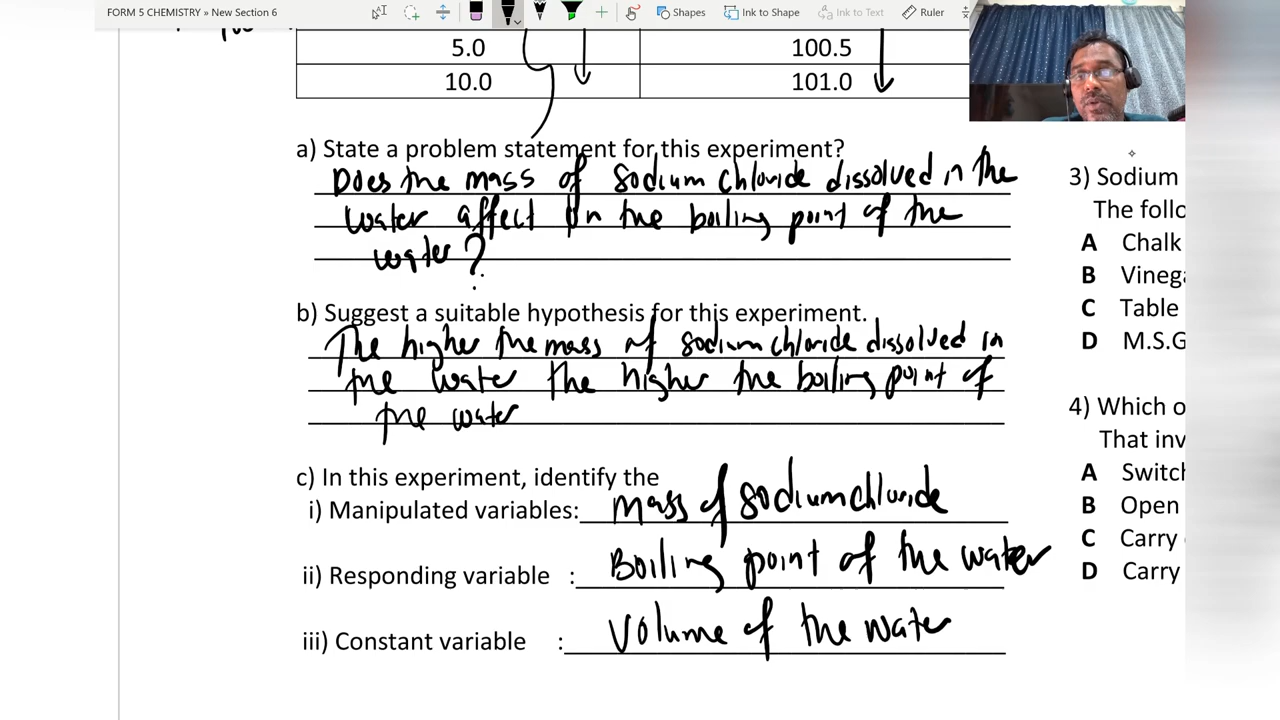 FORM 5 CHEMISTRY » New Section 6
Shapes
Ink to Shape
Ink to Text
Ruler
5.0 100.5
10.0 101.0
a) State a problem statement for this experiment?
Does the mass of sodium chloride dissolved in the
water affect on the boiling point of the
water?
b) Suggest a suitable hypothesis for this experiment.
The higher the mass of sodium chloride dissolved in
the water the higher the boiling point of
the water
c) In this experiment, identify the
i) Manipulated variables: Mass of sodium chloride
ii) Responding variable : Boiling point of the water
iii) Constant variable : Volume of the water
3) Sodium
The follo
A Chalk
B Vinega
C Table
D M.S.G
4) Which o
That inv
A Switch
B Open
C Carry
D Carry